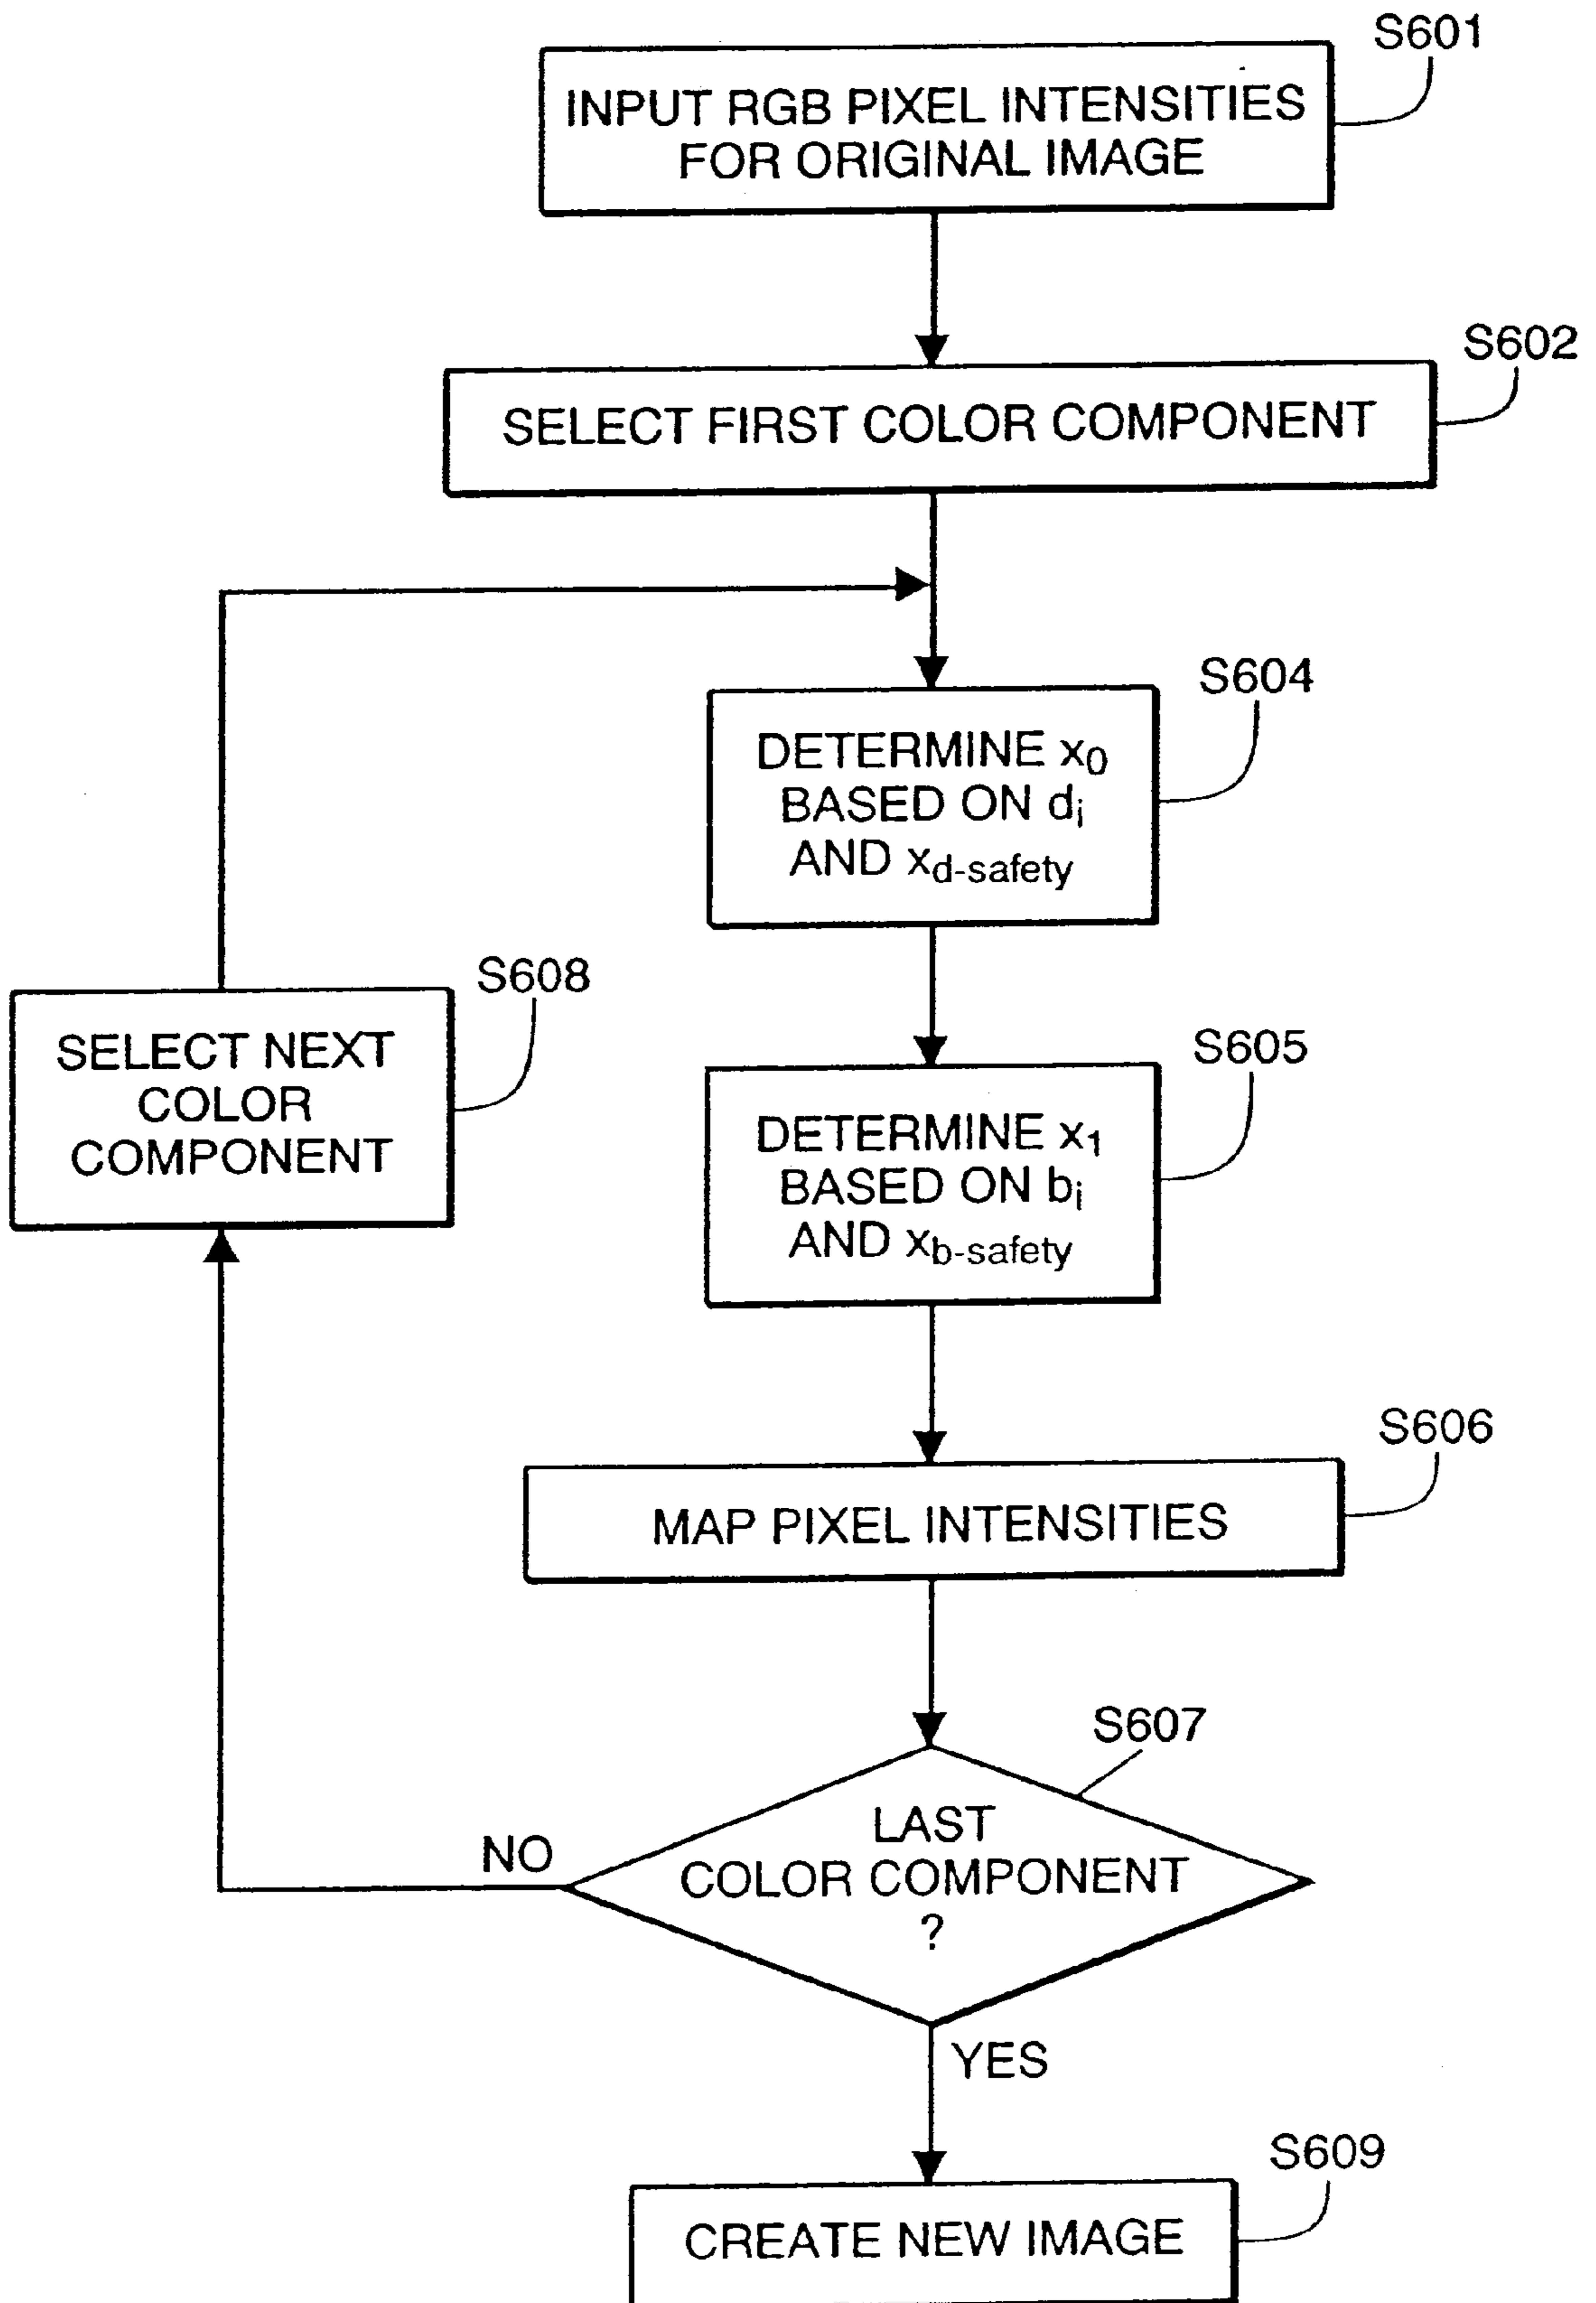 S601
INPUT RGB PIXEL INTENSITIES
FOR ORIGINAL IMAGE
S602
SELECT FIRST COLOR COMPONENT
S604
DETERMINE x0
BASED ON di
AND xd-safety
S608
SELECT NEXT
COLOR
COMPONENT
S605
DETERMINE x1
BASED ON bi
AND xb-safety
S606
MAP PIXEL INTENSITIES
S607
LAST
COLOR COMPONENT
?
NO
YES
S609
CREATE NEW IMAGE